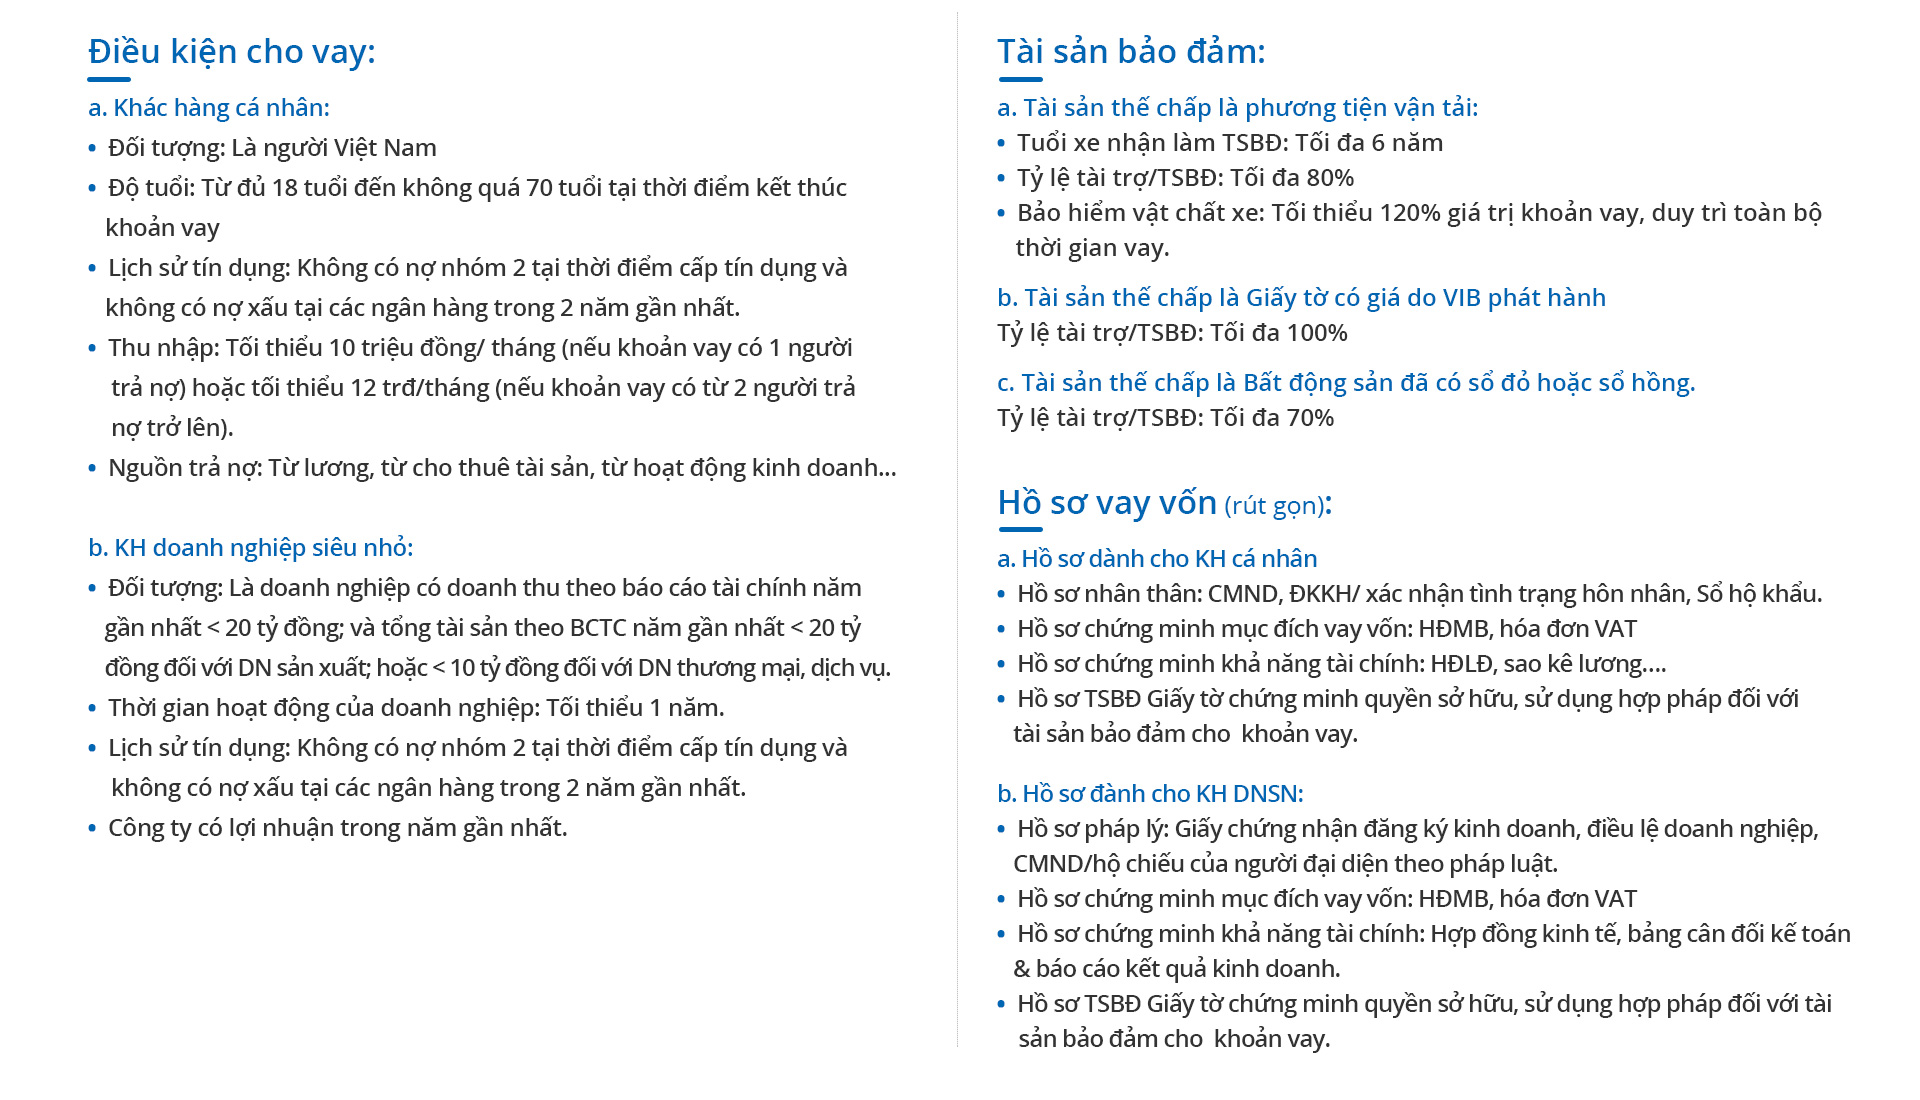 Điều kiện cho vay:
a. Khác hàng cá nhân:
• Đối tượng: Là người Việt Nam
• Độ tuổi: Từ đủ 18 tuổi đến không quá 70 tuổi tại thời điểm kết thúc
khoản vay
• Lịch sử tín dụng: Không có nợ nhóm 2 tại thời điểm cấp tín dụng và
không có nợ xấu tại các ngân hàng trong 2 năm gần nhất.
• Thu nhập: Tối thiểu 10 triệu đồng/ tháng (nếu khoản vay có 1 người
trả nợ) hoặc tối thiểu 12 trđ/tháng (nếu khoản vay có từ 2 người trả
nợ trở lên).
• Nguồn trả nợ: Từ lương, từ cho thuê tài sản, từ hoạt động kinh doanh...
b. KH doanh nghiệp siêu nhỏ:
• Đối tượng: Là doanh nghiệp có doanh thu theo báo cáo tài chính năm
gần nhất < 20 tỷ đồng; và tổng tài sản theo BCTC năm gần nhất < 20 tỷ
đồng đối với DN sản xuất; hoặc < 10 tỷ đồng đối với DN thương mại, dịch vụ.
• Thời gian hoạt động của doanh nghiệp: Tối thiểu 1 năm.
• Lịch sử tín dụng: Không có nợ nhóm 2 tại thời điểm cấp tín dụng và
không có nợ xấu tại các ngân hàng trong 2 năm gần nhất.
• Công ty có lợi nhuận trong năm gần nhất.
Tài sản bảo đảm:
a. Tài sản thế chấp là phương tiện vận tải:
• Tuổi xe nhận làm TSBĐ: Tối đa 6 năm
• Tỷ lệ tài trợ/TSBĐ: Tối đa 80%
• Bảo hiểm vật chất xe: Tối thiểu 120% giá trị khoản vay, duy trì toàn bộ
thời gian vay.
b. Tài sản thế chấp là Giấy tờ có giá do VIB phát hành
Tỷ lệ tài trợ/TSBĐ: Tối đa 100%
c. Tài sản thế chấp là Bất động sản đã có sổ đỏ hoặc sổ hồng.
Tỷ lệ tài trợ/TSBĐ: Tối đa 70%
Hồ sơ vay vốn (rút gọn):
a. Hồ sơ dành cho KH cá nhân
• Hồ sơ nhân thân: CMND, ĐKKH/ xác nhận tình trạng hôn nhân, Sổ hộ khẩu.
• Hồ sơ chứng minh mục đích vay vốn: HĐMB, hóa đơn VAT
• Hồ sơ chứng minh khả năng tài chính: HĐLĐ, sao kê lương....
• Hồ sơ TSBĐ Giấy tờ chứng minh quyền sở hữu, sử dụng hợp pháp đối với
tài sản bảo đảm cho khoản vay.
b. Hồ sơ đành cho KH DNSN:
• Hồ sơ pháp lý: Giấy chứng nhận đăng ký kinh doanh, điều lệ doanh nghiệp,
CMND/hộ chiếu của người đại diện theo pháp luật.
• Hồ sơ chứng minh mục đích vay vốn: HĐMB, hóa đơn VAT
• Hồ sơ chứng minh khả năng tài chính: Hợp đồng kinh tế, bảng cân đối kế toán
& báo cáo kết quả kinh doanh.
• Hồ sơ TSBĐ Giấy tờ chứng minh quyền sở hữu, sử dụng hợp pháp đối với tài
sản bảo đảm cho khoản vay.